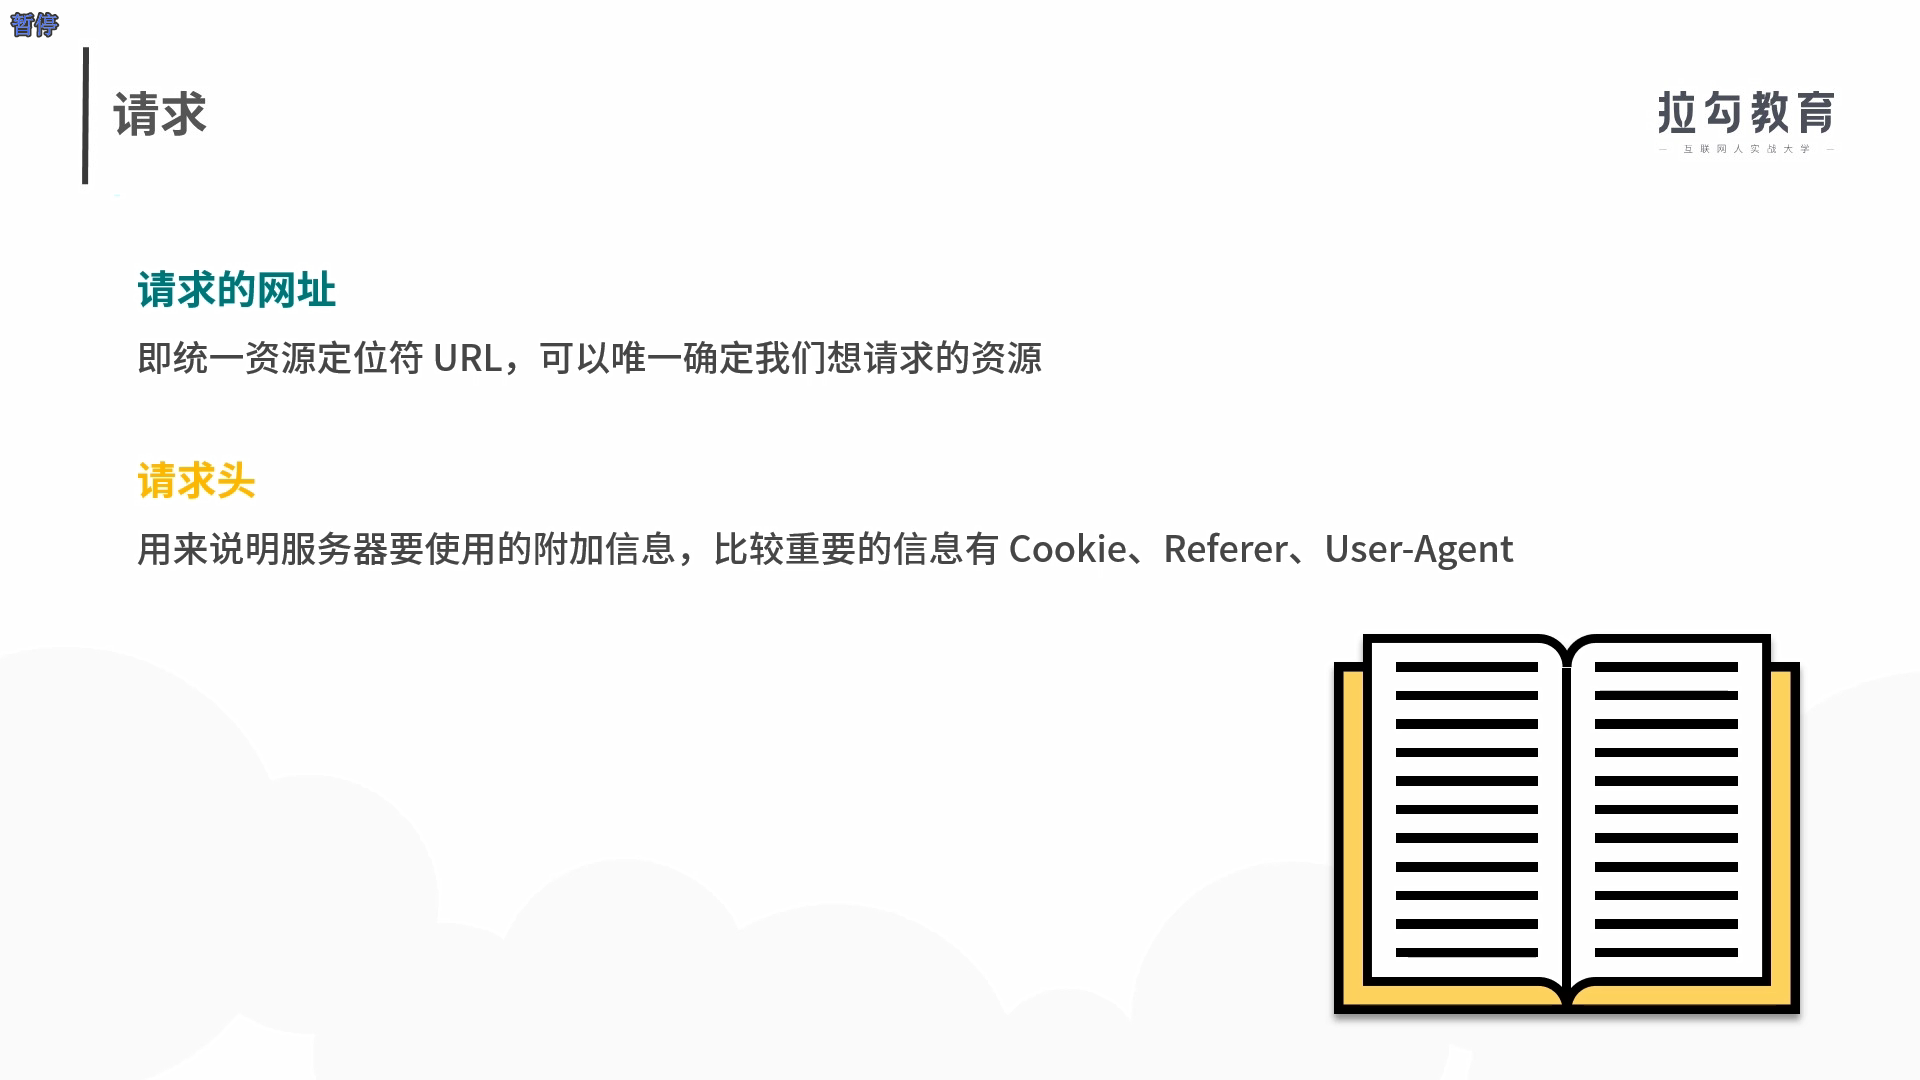 暂停
请求
拉勾教育
— 互联网人实战大学 —
请求的网址
即统一资源定位符 URL，可以唯一确定我们想请求的资源
请求头
用来说明服务器要使用的附加信息，比较重要的信息有 Cookie、Referer、User-Agent